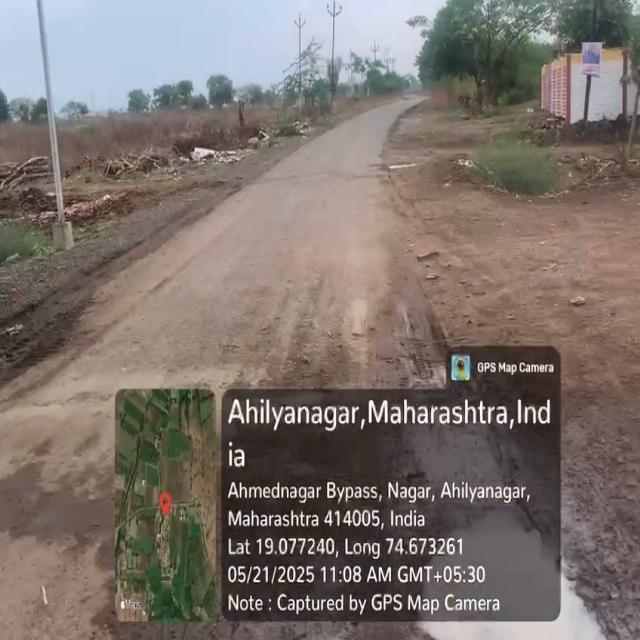 GPS Map Camera
Ahilyanagar,Maharashtra,Ind
ia
Ahmednagar Bypass, Nagar, Ahilyanagar,
Maharashtra 414005, India
Lat 19.077240, Long 74.673261
05/21/2025 11:08 AM GMT+05:30
Note : Captured by GPS Map Camera
Maps